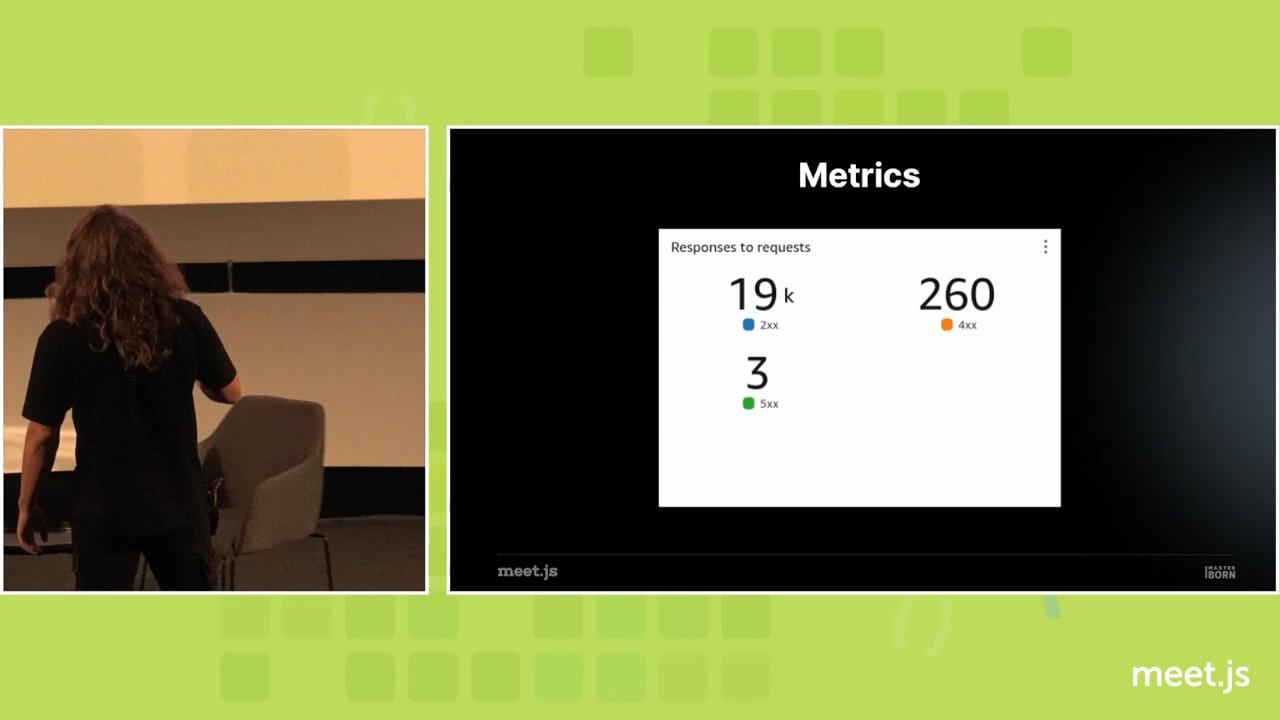 Metrics
Responses to requests
19 k
2xx
260
4xx
3
5xx
meet.js
MASTER
BORN
meet.js